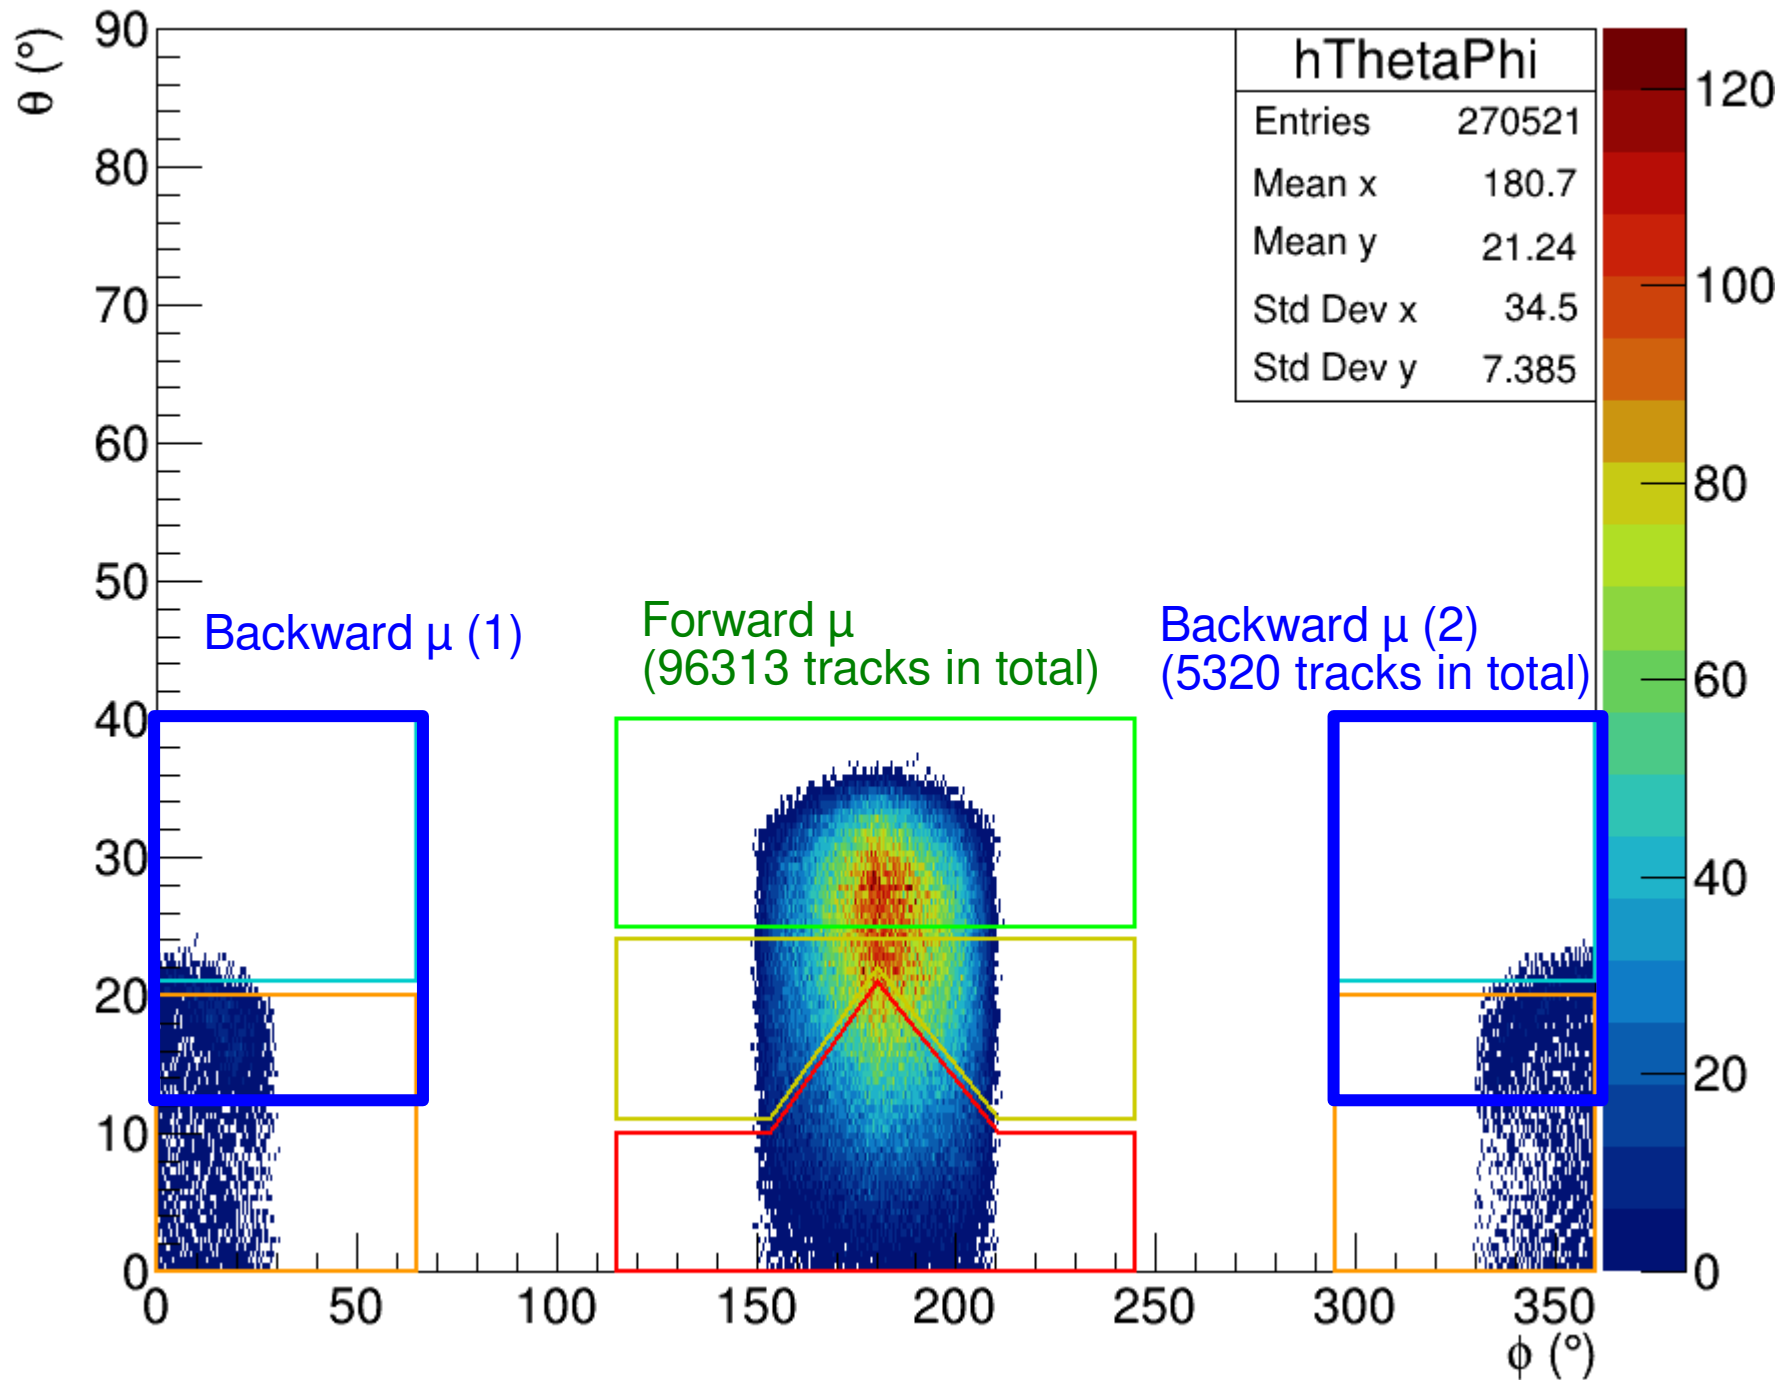 θ (°)
90
80
70
60
50
40
30
20
10
0
hThetaPhi
Entries 270521
Mean x 180.7
Mean y 21.24
Std Dev x 34.5
Std Dev y 7.385
120
100
80
60
40
20
0
Backward μ (1)
Forward μ
(96313 tracks in total)
Backward μ (2)
(5320 tracks in total)
0 50 100 150 200 250 300 350
ϕ (°)